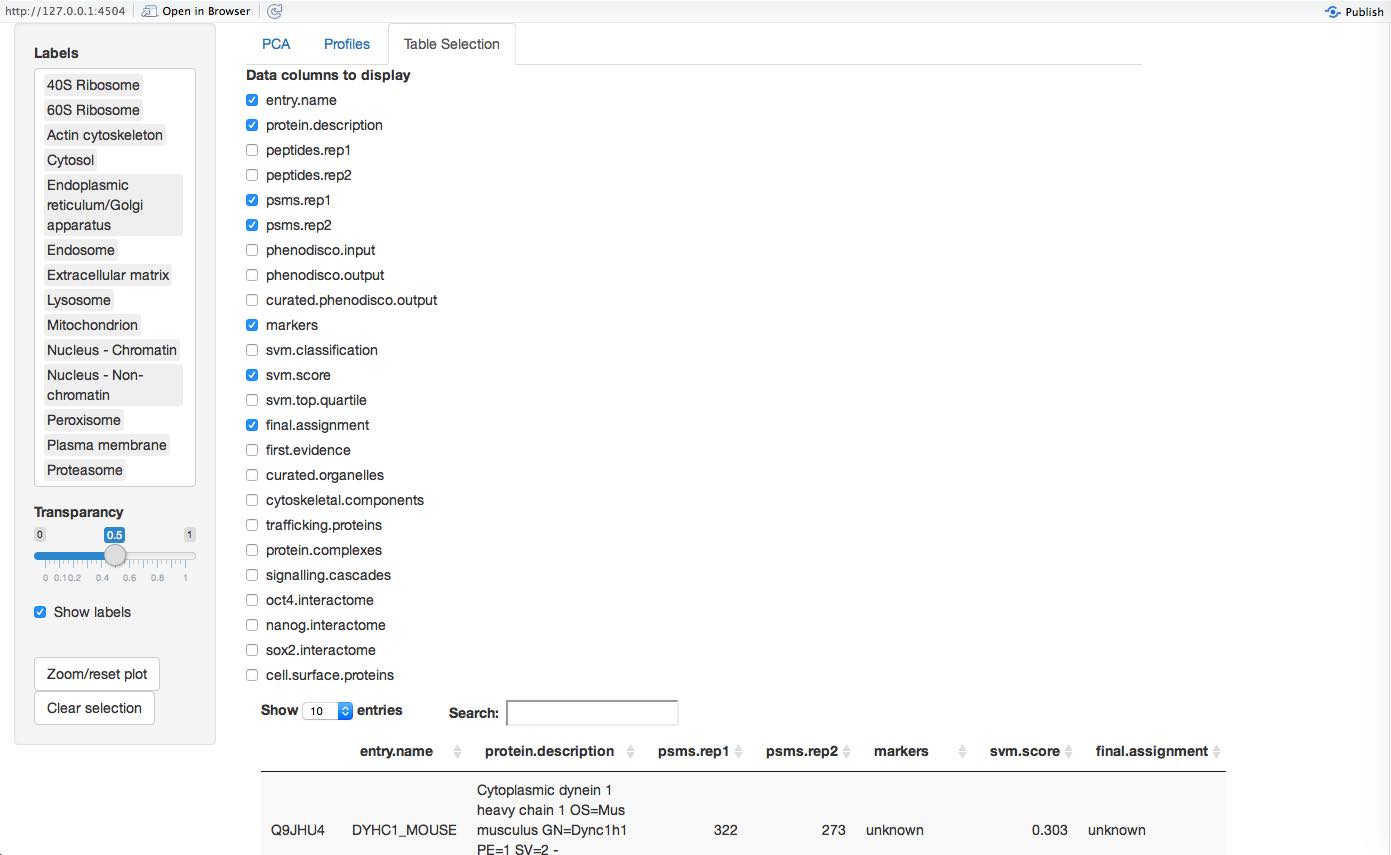 http://127.0.0.1:4504 Open in Browser Publish
Labels
40S Ribosome
60S Ribosome
Actin cytoskeleton
Cytosol
Endoplasmic
reticulum/Golgi
apparatus
Endosome
Extracellular matrix
Lysosome
Mitochondrion
Nucleus - Chromatin
Nucleus - Non-
chromatin
Peroxisome
Plasma membrane
Proteasome
Transparancy
0 0.5 1
0 0.1 0.2 0.4 0.6 0.8 1
Show labels
Zoom/reset plot
Clear selection
PCA Profiles Table Selection
Data columns to display
entry.name
protein.description
peptides.rep1
peptides.rep2
psms.rep1
psms.rep2
phenodisco.input
phenodisco.output
curated.phenodisco.output
markers
svm.classification
svm.score
svm.top.quartile
final.assignment
first.evidence
curated.organelles
cytoskeletal.components
trafficking.proteins
protein.complexes
signalling.cascades
oct4.interactome
nanog.interactome
sox2.interactome
cell.surface.proteins
Show 10 entries Search:
entry.name protein.description psms.rep1 psms.rep2 markers svm.score final.assignment
Cytoplasmic dynein 1
heavy chain 1 OS=Mus
Q9JHU4 DYHC1_MOUSE musculus GN=Dync1h1 322 273 unknown 0.303 unknown
PE=1 SV=2 -